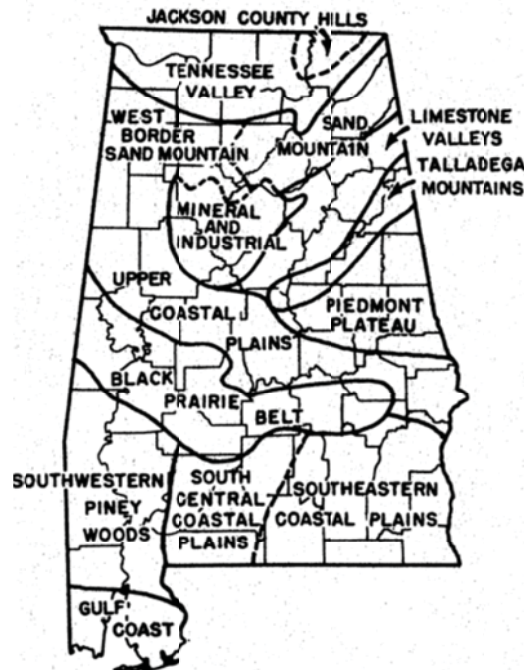 JACKSON COUNTY HILLS
TENNESSEE
VALLEY
WEST
BORDER
SAND MOUNTAIN
SAND
MOUNTAIN
LIMESTONE
VALLEYS
TALLADEGA
MOUNTAINS
MINERAL
AND
INDUSTRIAL
UPPER
COASTAL
PLAINS
PIEDMONT
PLATEAU
BLACK
PRAIRIE
BELT
SOUTHWESTERN
PINEY
WOODS
SOUTH
CENTRAL
COASTAL
PLAINS
SOUTHEASTERN
COASTAL PLAINS
GULF
COAST